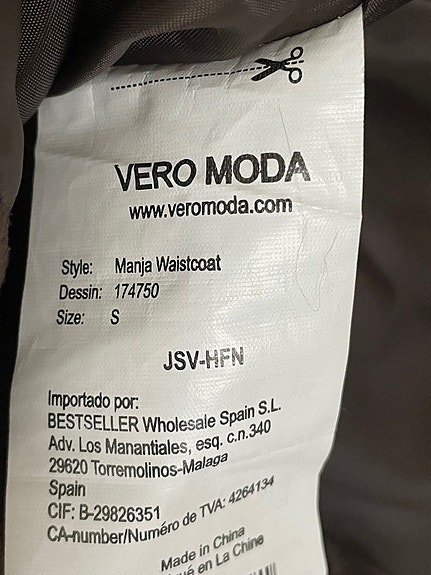 VERO MODA
www.veromoda.com
Style: Manja Waistcoat
Dessin: 174750
Size: S
JSV-HFN
Importado por:
BESTSELLER Wholesale Spain S.L.
Adv. Los Manantiales, esq. c.n.340
29620 Torremolinos-Malaga
Spain
CIF: B-29826351
CA-number/Numéro de TVA: 4264134
Made in China
en La Chine